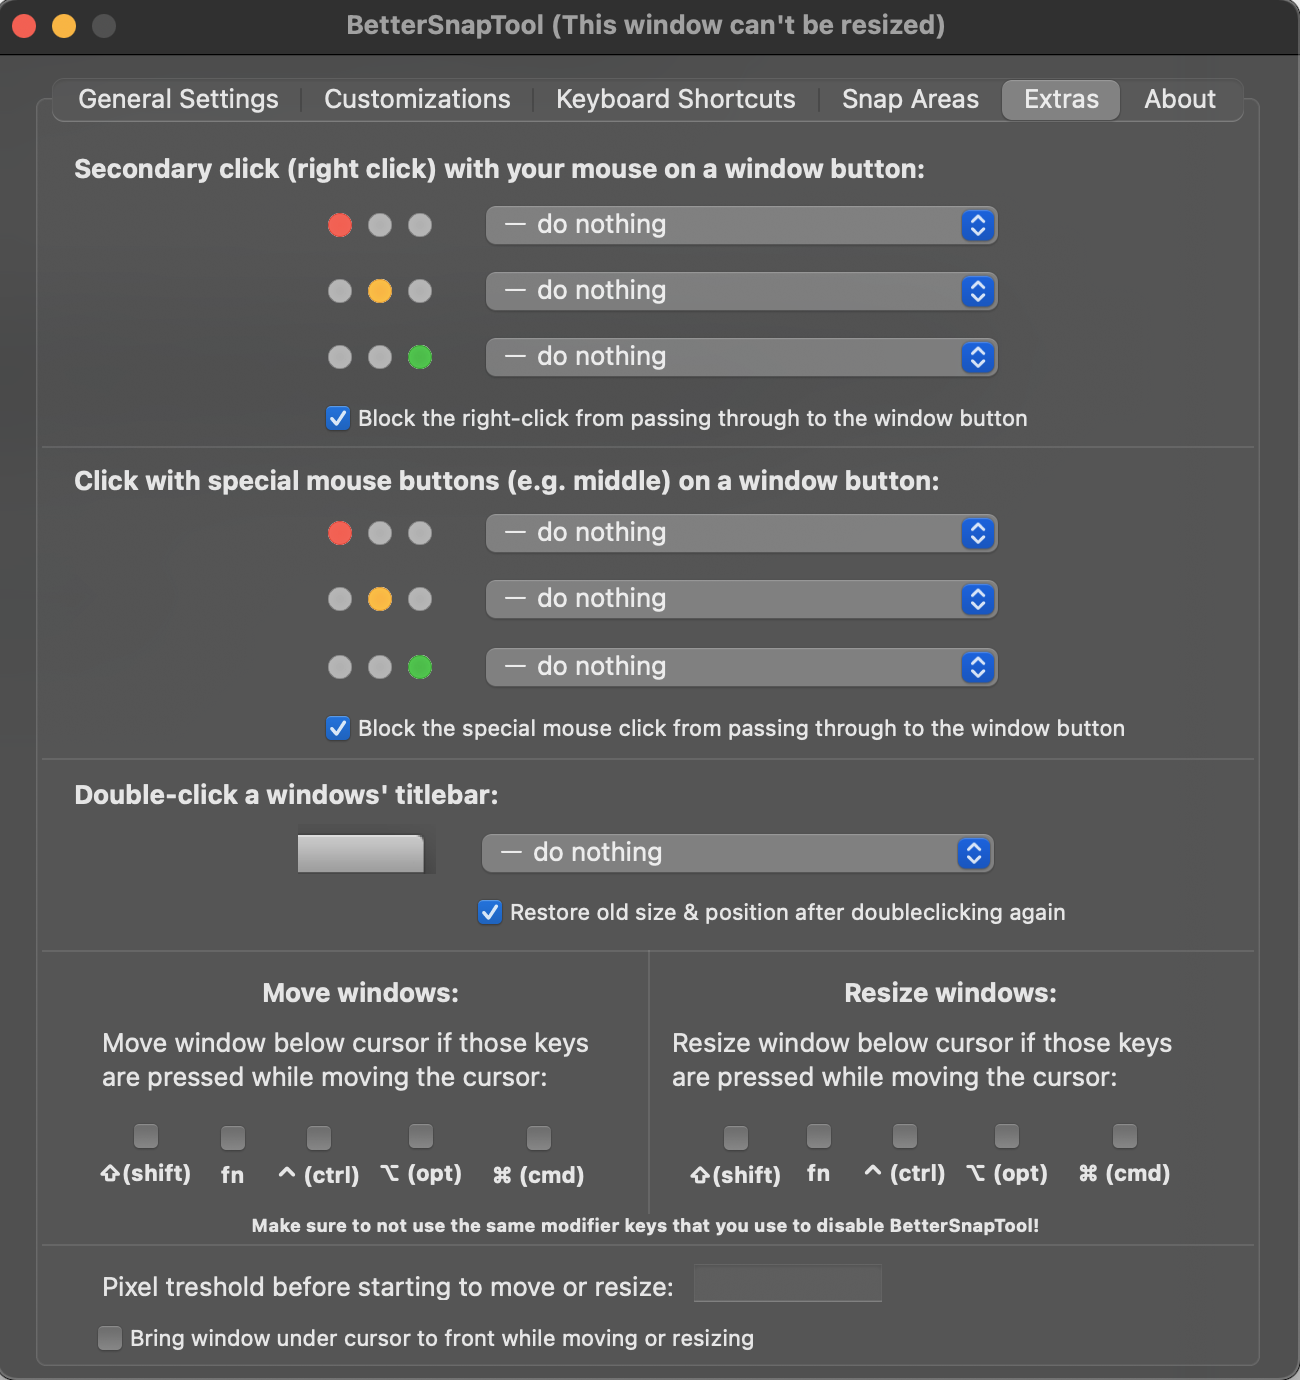 BetterSnapTool (This window can't be resized)
General Settings
Customizations
Keyboard Shortcuts
Snap Areas
Extras
About
Secondary click (right click) with your mouse on a window button:
— do nothing
— do nothing
— do nothing
Block the right-click from passing through to the window button
Click with special mouse buttons (e.g. middle) on a window button:
— do nothing
— do nothing
— do nothing
Block the special mouse click from passing through to the window button
Double-click a windows' titlebar:
— do nothing
Restore old size & position after doubleclicking again
Move windows:
Move window below cursor if those keys
are pressed while moving the cursor:
⇧(shift) fn ^ (ctrl) ⌥ (opt) ⌘ (cmd)
Resize windows:
Resize window below cursor if those keys
are pressed while moving the cursor:
⇧(shift) fn ^ (ctrl) ⌥ (opt) ⌘ (cmd)
Make sure to not use the same modifier keys that you use to disable BetterSnapTool!
Pixel treshold before starting to move or resize:
Bring window under cursor to front while moving or resizing